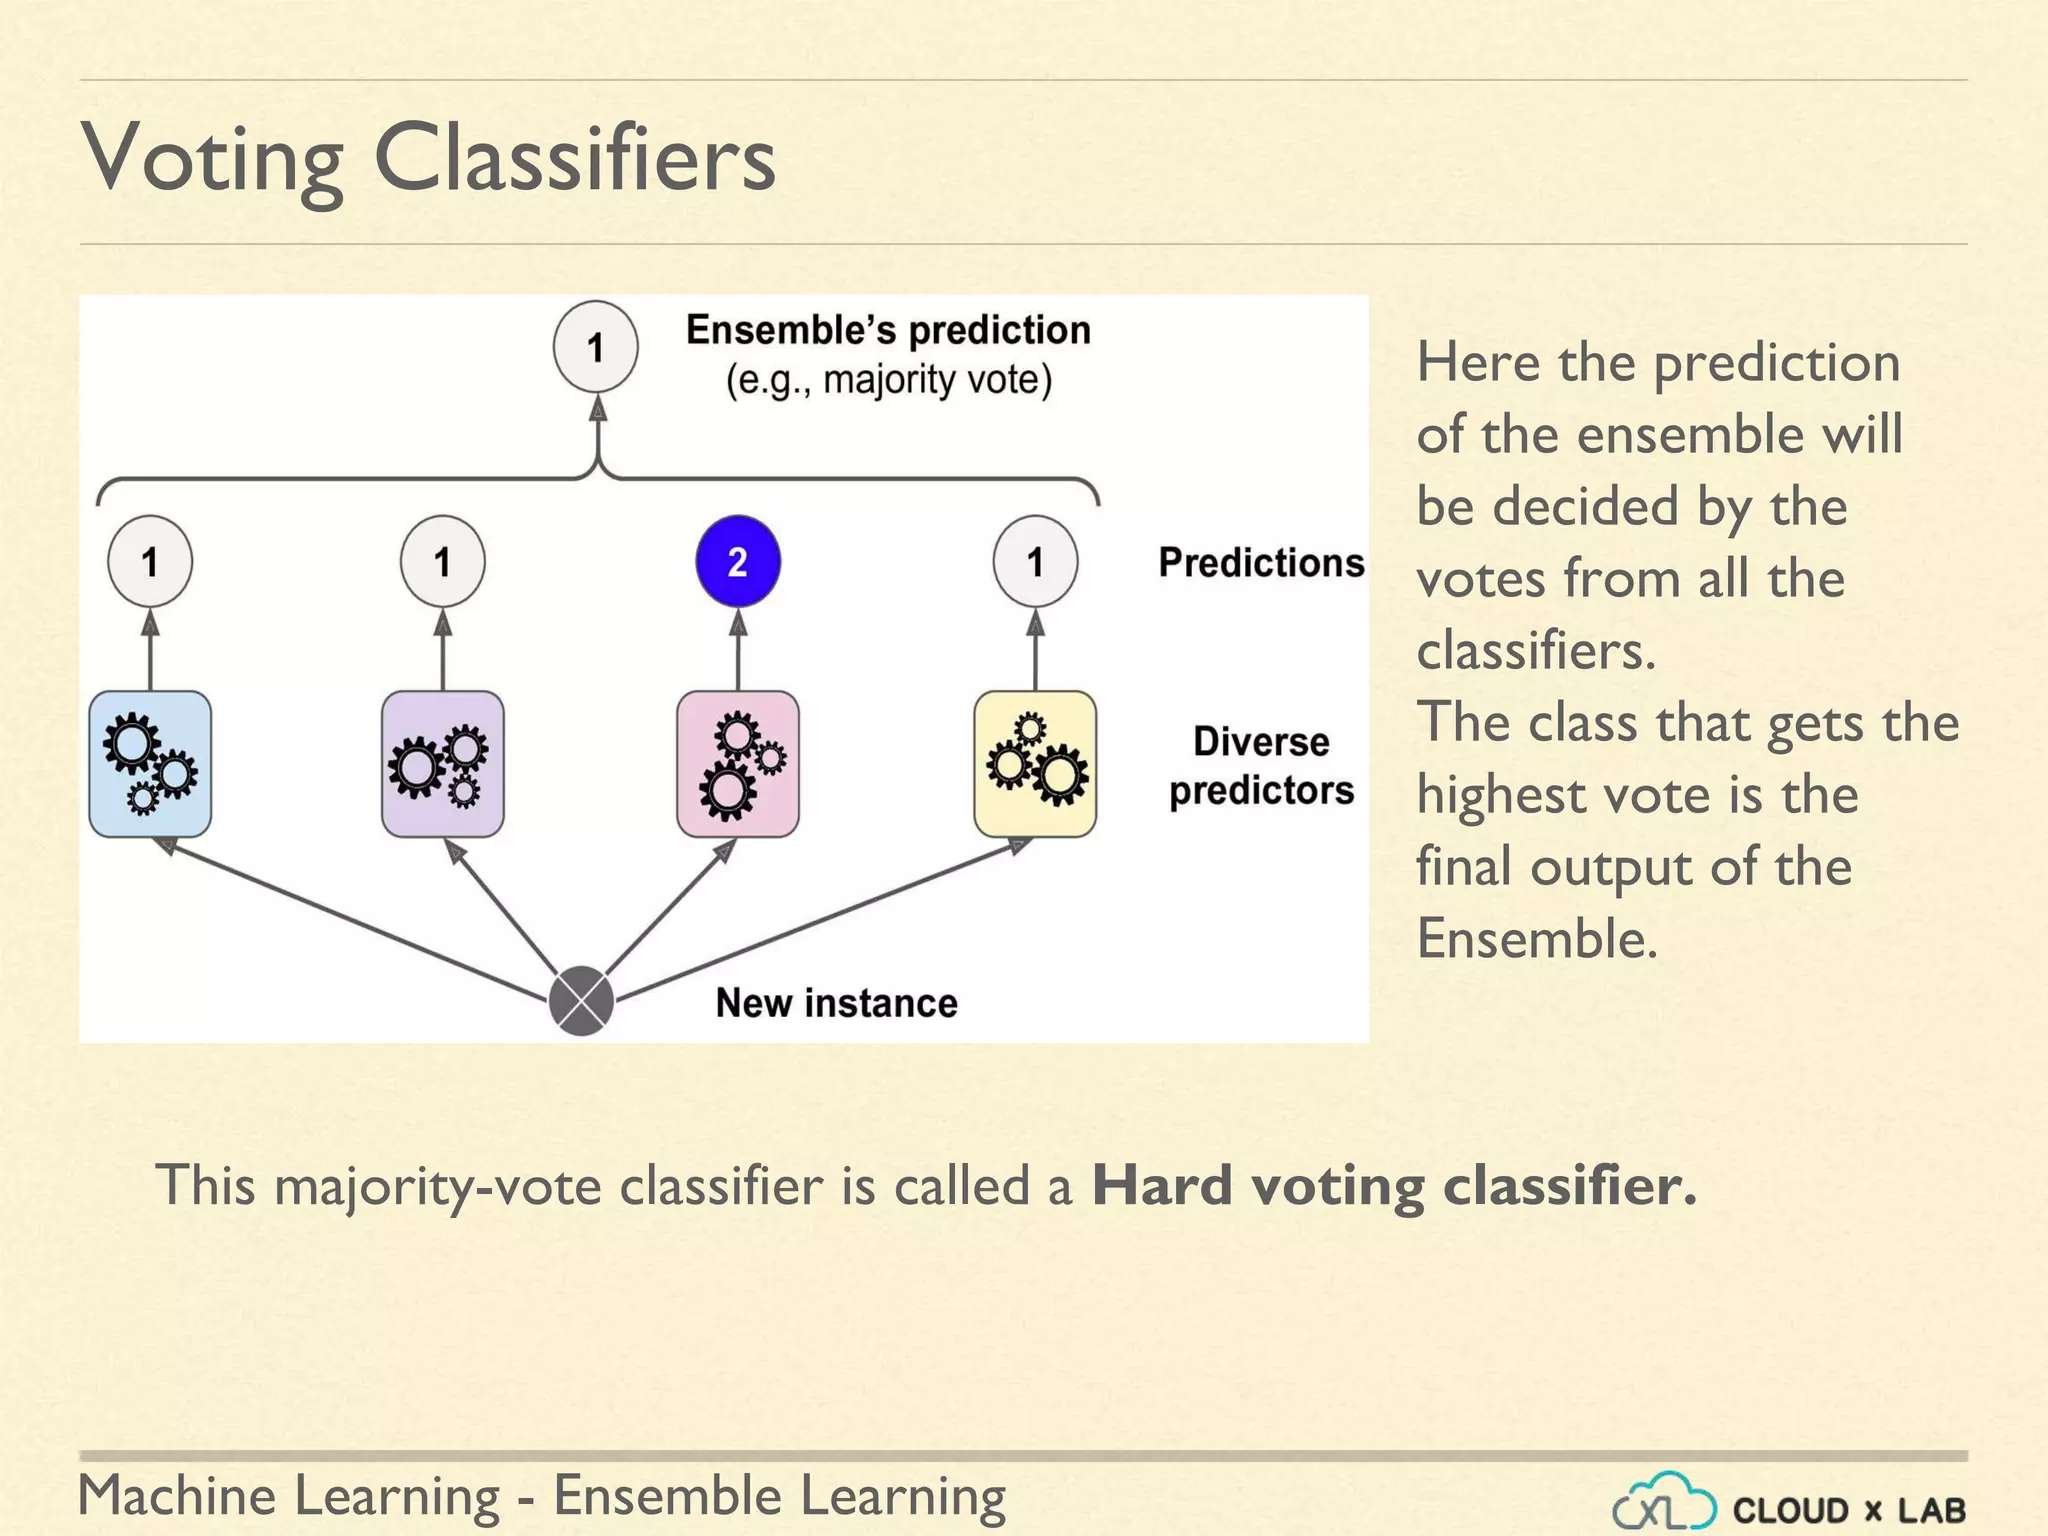 Voting Classifiers
1
Ensemble’s prediction
(e.g., majority vote)
1 1 2 1 Predictions
Diverse
predictors
New instance
Here the prediction
of the ensemble will
be decided by the
votes from all the
classifiers.
The class that gets the
highest vote is the
final output of the
Ensemble.
This majority-vote classifier is called a Hard voting classifier.
Machine Learning - Ensemble Learning
XL CLOUD x LAB